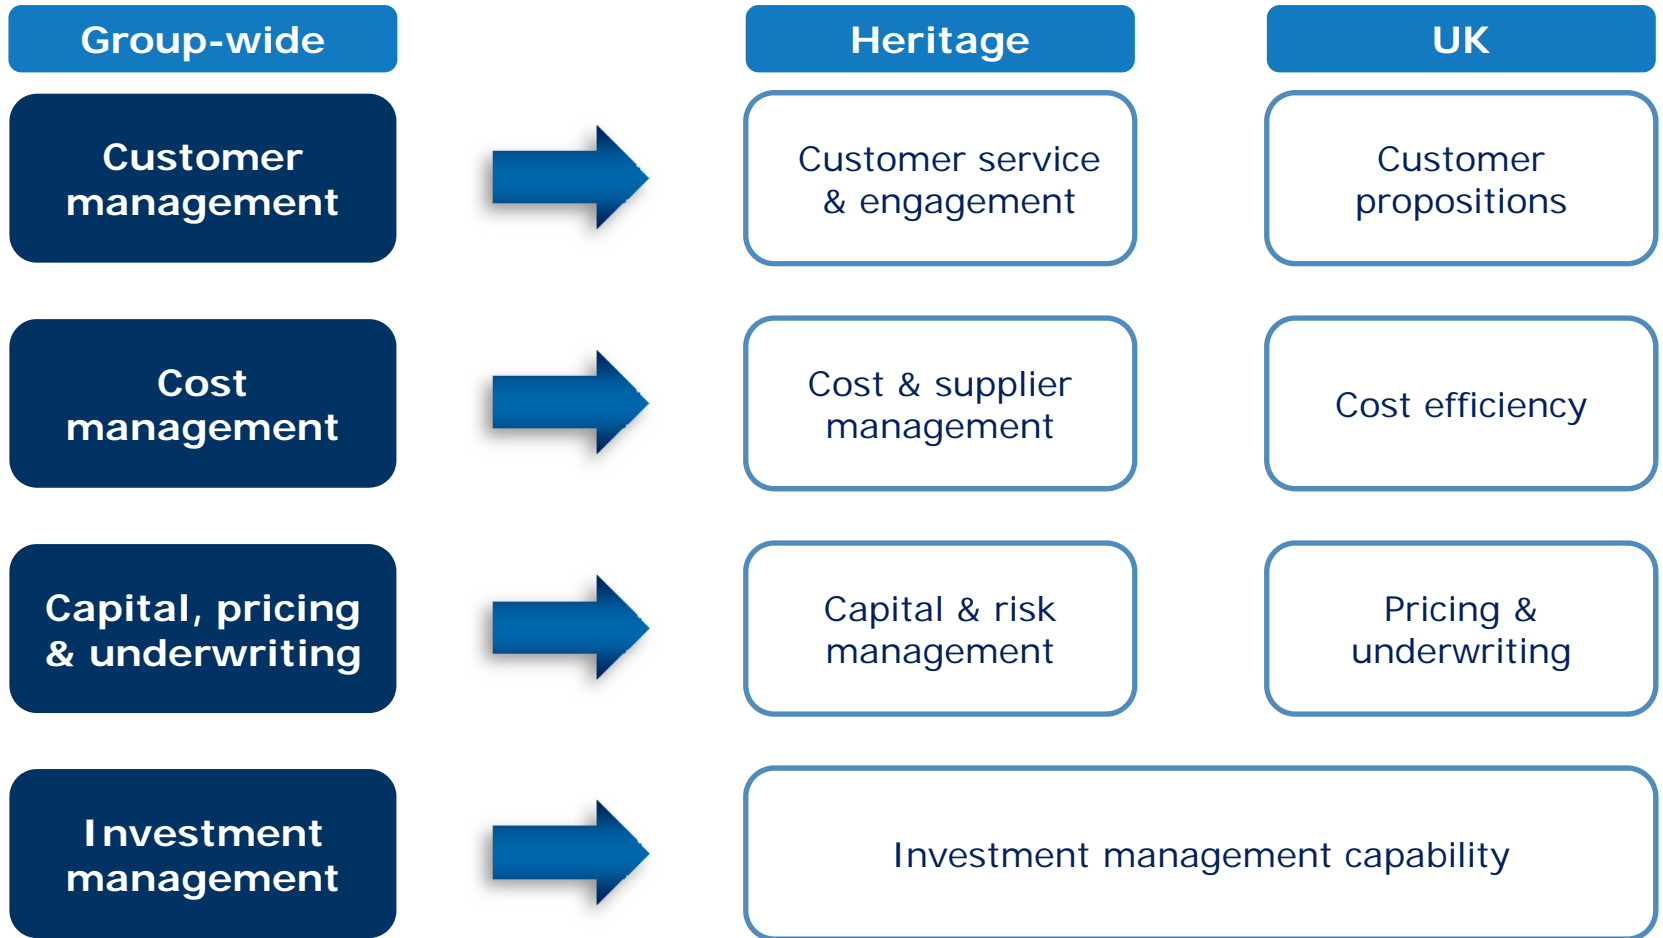 Group-wide
Heritage
UK
Customer
management
Customer service
& engagement
Customer
propositions
Cost
management
Cost & supplier
management
Cost efficiency
Capital, pricing
& underwriting
Capital & risk
management
Pricing &
underwriting
Investment
management
Investment management capability